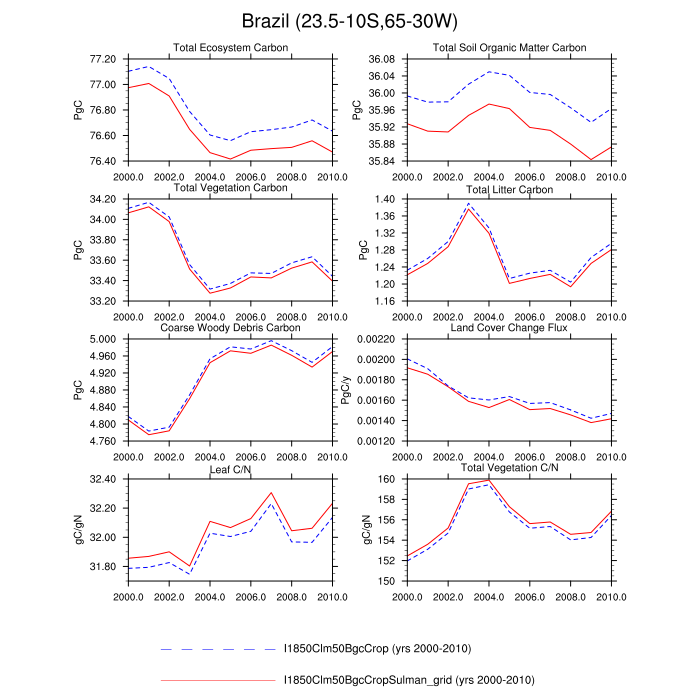 Brazil (23.5-10S,65-30W)
Total Ecosystem Carbon
PgC
77.20
77.00
76.80
76.60
76.40
2000.0 2002.0 2004.0 2006.0 2008.0 2010.0
Total Soil Organic Matter Carbon
PgC
36.08
36.04
36.00
35.96
35.92
35.88
35.84
2000.0 2002.0 2004.0 2006.0 2008.0 2010.0
Total Vegetation Carbon
PgC
34.20
34.00
33.80
33.60
33.40
33.20
2000.0 2002.0 2004.0 2006.0 2008.0 2010.0
Total Litter Carbon
PgC
1.40
1.36
1.32
1.28
1.24
1.20
1.16
2000.0 2002.0 2004.0 2006.0 2008.0 2010.0
Coarse Woody Debris Carbon
PgC
5.000
4.960
4.920
4.880
4.840
4.800
4.760
2000.0 2002.0 2004.0 2006.0 2008.0 2010.0
Land Cover Change Flux
PgC/y
0.00220
0.00200
0.00180
0.00160
0.00140
0.00120
2000.0 2002.0 2004.0 2006.0 2008.0 2010.0
Leaf C/N
gC/gN
32.40
32.20
32.00
31.80
2000.0 2002.0 2004.0 2006.0 2008.0 2010.0
Total Vegetation C/N
gC/gN
160
158
156
154
152
150
2000.0 2002.0 2004.0 2006.0 2008.0 2010.0
I1850Clm50BgcCrop (yrs 2000-2010)
I1850Clm50BgcCropSulman_grid (yrs 2000-2010)